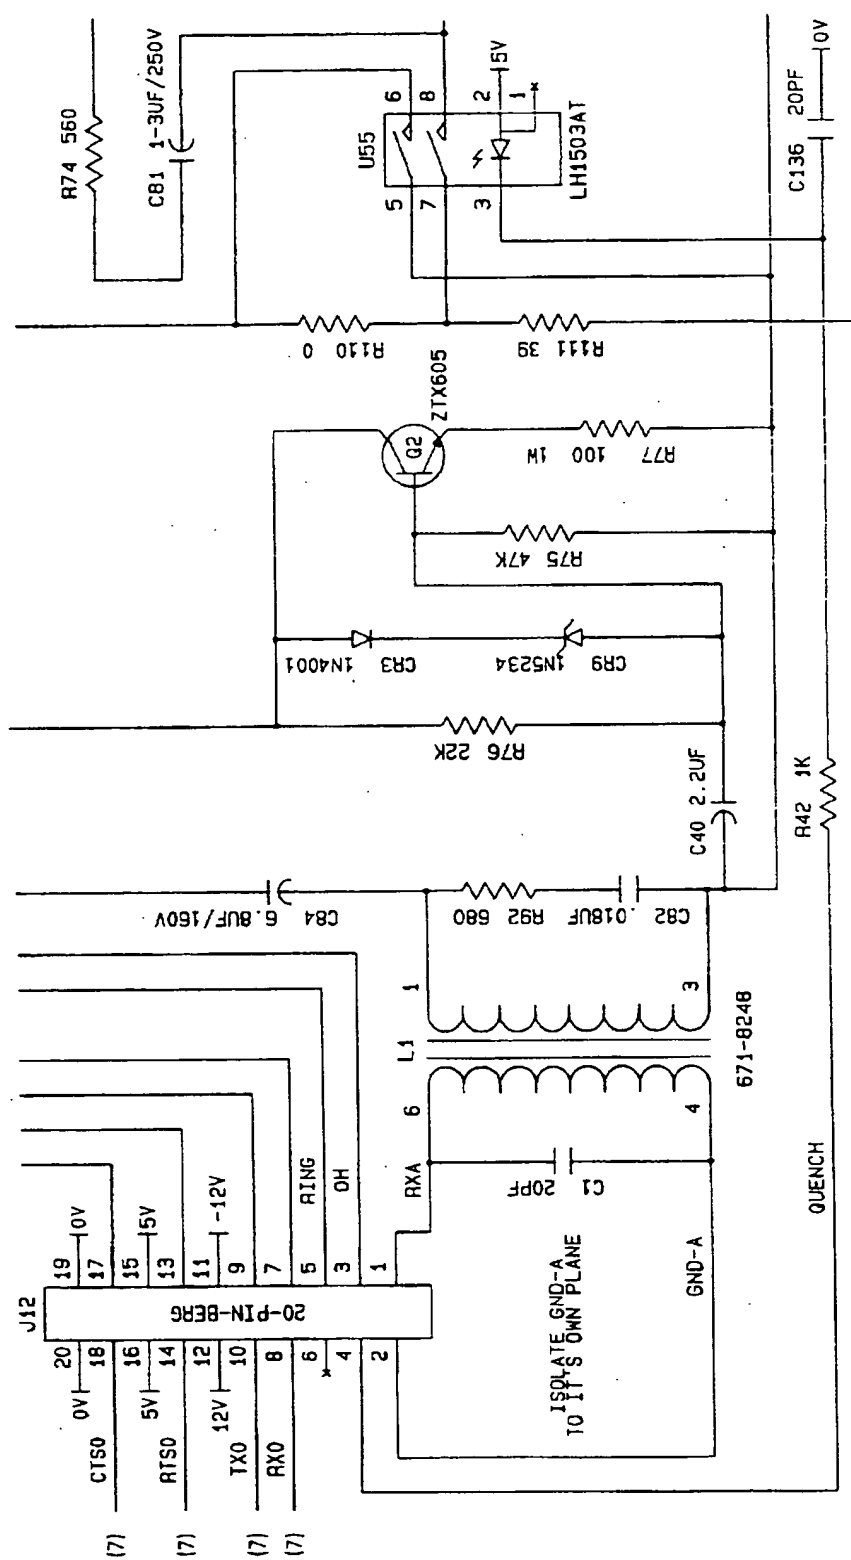 R74 560
C81 1-3UF/250V
6
8
2
1
5V
U55
LH1503AT
5
7
3
C136 20PF
0V
R110 0
R111 39
Q2
ZTX605
R77 100 1W
R75 47K
CR3 1N4001
CR9 1N5234
R76 22K
C40 2.2UF
R42 1K
C84 6.8UF/160V
R92 680
C82 .018UF
1
3
L1
671-8248
6
4
RXA
C1 20PF
RING
OH
QUENCH
GND-A
ISOLATE GND-A
TO IT'S OWN PLANE
J12
20-PIN-BERG
19
17
15
13
11
9
7
5
3
1
0V
5V
-12V
20
18
16
14
12
10
8
6
4
2
0V
CTS0
5V
RTS0
12V
TX0
RX0
(7)
(7)
(7)
(7)